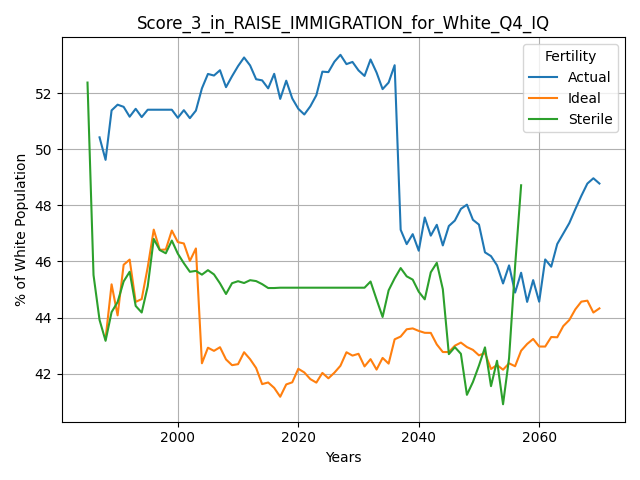 Score_3_in_RAISE_IMMIGRATION_for_White_Q4_IQ
Fertility
Actual
Ideal
Sterile
% of White Population
52
50
48
46
44
42
2000
2020
2040
2060
Years